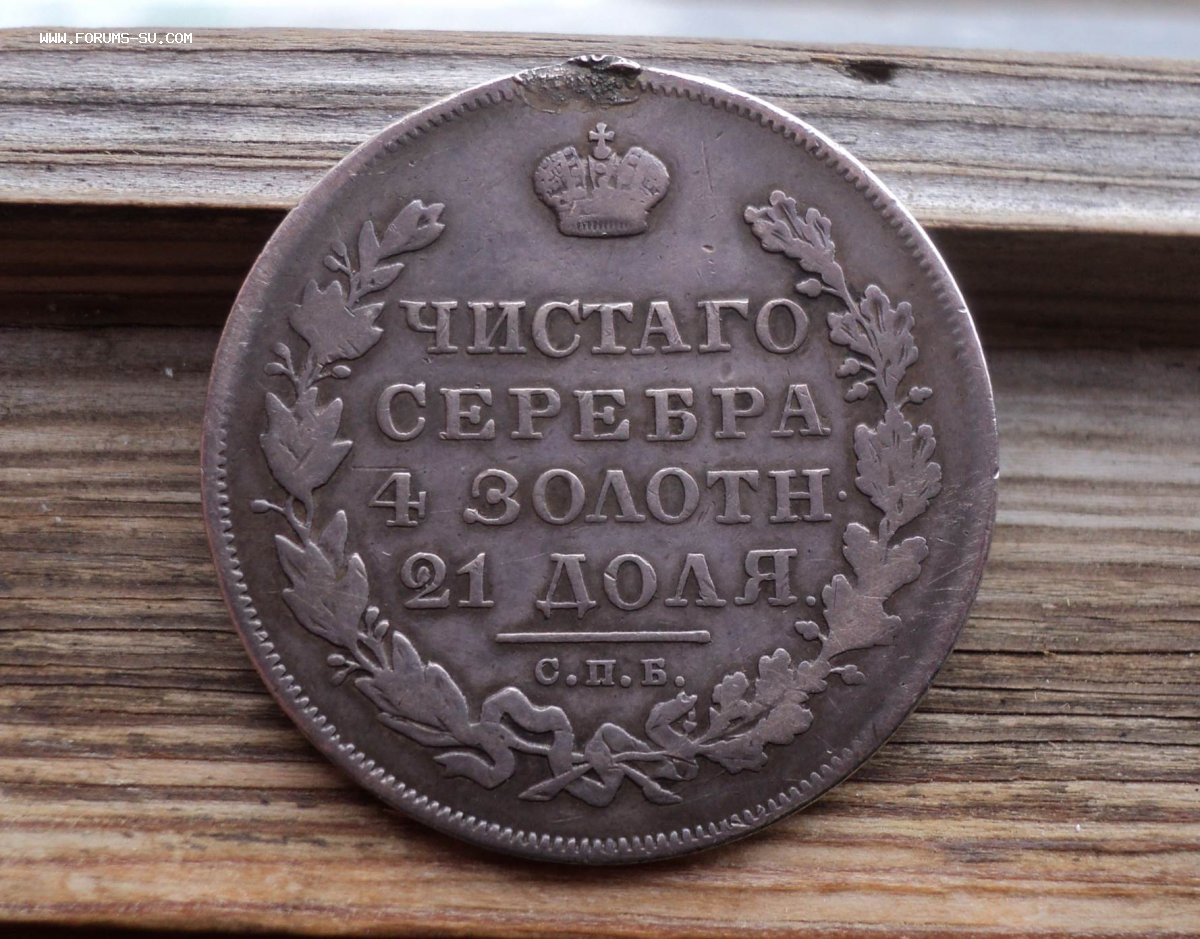 WWW.FORUMS-SU.COM
ЧИСТАГО
СЕРЕБРА
4 ЗОЛОТН·
21 ДОЛЯ.
С.П.Б.